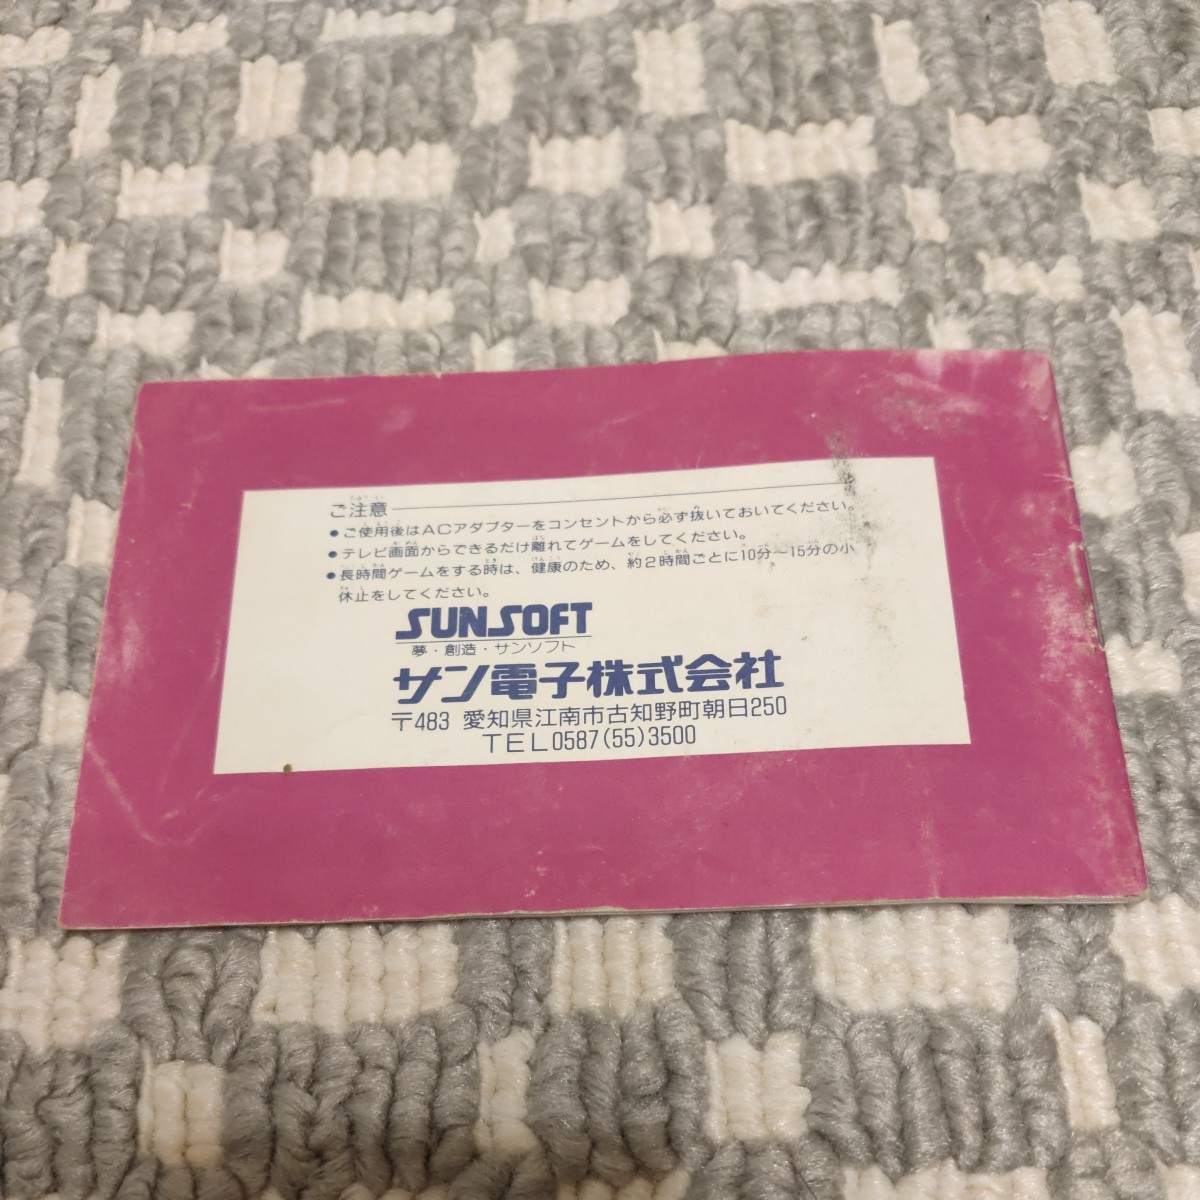 ご注意
●ご使用後はACアダプターをコンセントから必ず抜いておいてください。
●テレビ画面からできるだけ離れてゲームをしてください。
●長時間ゲームをする時は、健康のため、約2時間ごとに10分〜15分の小
休止をしてください。
SUNSOFT
夢・創造・サンソフト
サン電子株式会社
〒483 愛知県江南市古知野町朝日250
TEL0587(55)3500